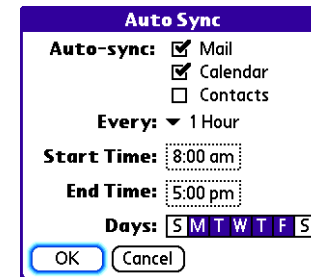 Auto Sync
Auto-sync: Mail
Calendar
Contacts
Every: 1 Hour
Start Time: 8:00 am
End Time: 5:00 pm
Days: S M T W T F S
OK Cancel